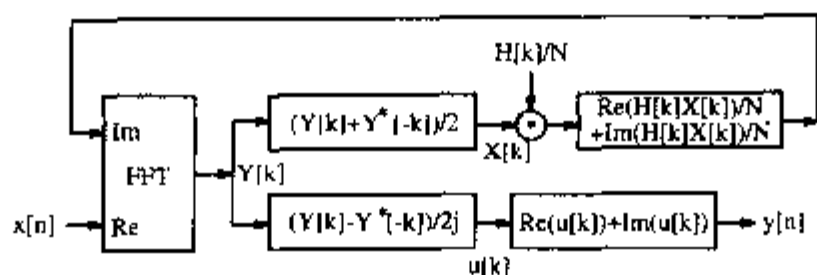 H[k]/N
Im
FFT
Re
x[n]
Y[k]
(Y[k]+Y*[-k])/2
X[k]
Re(H[k]X[k])/N
+Im(H[k]X[k])/N
(Y[k]-Y*[-k])/2j
u[k]
Re(u[k])+Im(u[k])
y[n]